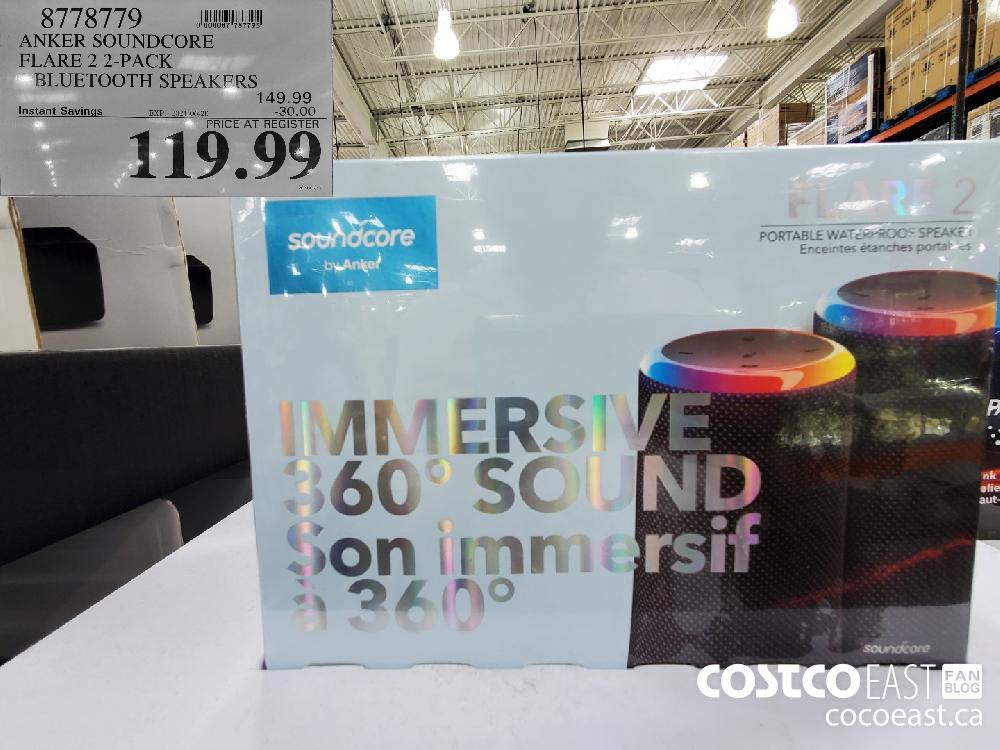 8778779
ANKER SOUNDCORE
FLARE 2 2-PACK
BLUETOOTH SPEAKERS
149.99
Instant Savings
-30.00
PRICE AT REGISTER
119.99
soundcore
by Anker
FLARE 2
PORTABLE WATERPROOF SPEAKER
Enceintes étanches portables
IMMERSIVE
360° SOUND
Son immersif
à 360°
soundcore
COSTCO EAST FAN BLOG
cocoeast.ca